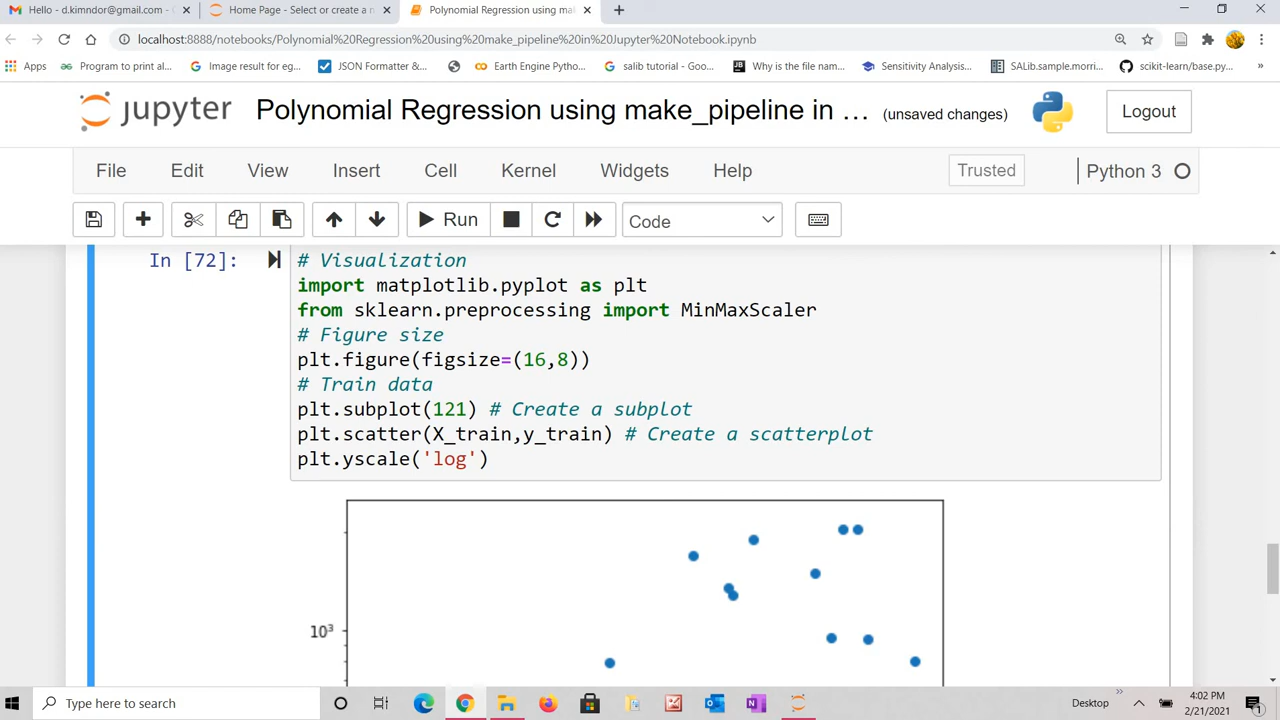 Hello - d.kimndor@gmail.com -
Home Page - Select or create a n
Polynomial Regression using mak
localhost:8888/notebooks/Polynomial%20Regression%20using%20make_pipeline%20in%20Jupyter%20Notebook.ipynb
Apps
Program to print al...
Image result for eg...
JSON Formatter &...
Earth Engine Pytho...
salib tutorial - Goo...
Why is the file nam...
Sensitivity Analysis,...
SALib.sample.morri...
scikit-learn/base.py...
»
jupyter
Polynomial Regression using make_pipeline in ...
(unsaved changes)
Logout
File Edit View Insert Cell Kernel Widgets Help
Trusted
Python 3
Run
Code
In [72]:
# Visualization
import matplotlib.pyplot as plt
from sklearn.preprocessing import MinMaxScaler
# Figure size
plt.figure(figsize=(16,8))
# Train data
plt.subplot(121) # Create a subplot
plt.scatter(X_train,y_train) # Create a scatterplot
plt.yscale('log')
10³
Type here to search
Desktop
»
4:02 PM
2/21/2021